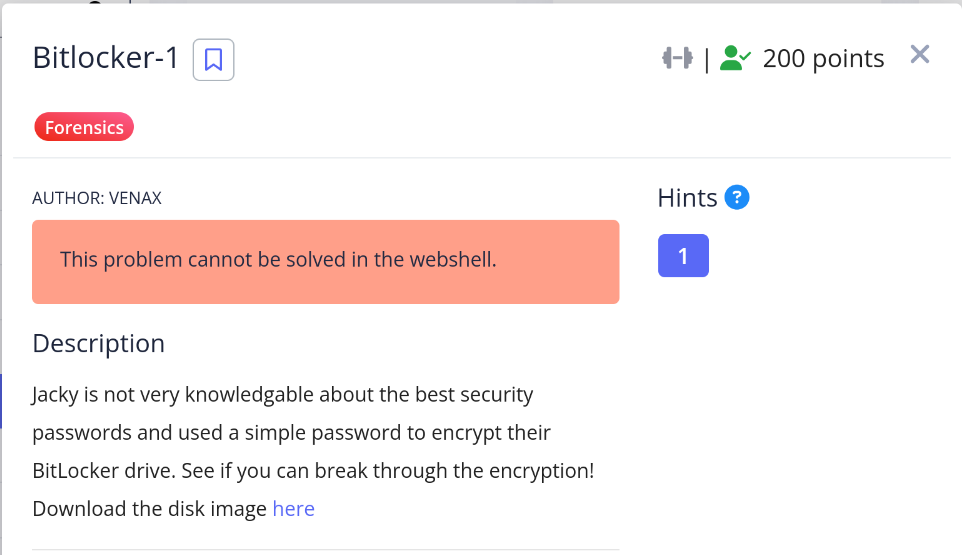 Bitlocker-1
| 200 points
Forensics
AUTHOR: VENAX
Hints ?
This problem cannot be solved in the webshell.
1
Description
Jacky is not very knowledgable about the best security
passwords and used a simple password to encrypt their
BitLocker drive. See if you can break through the encryption!
Download the disk image here